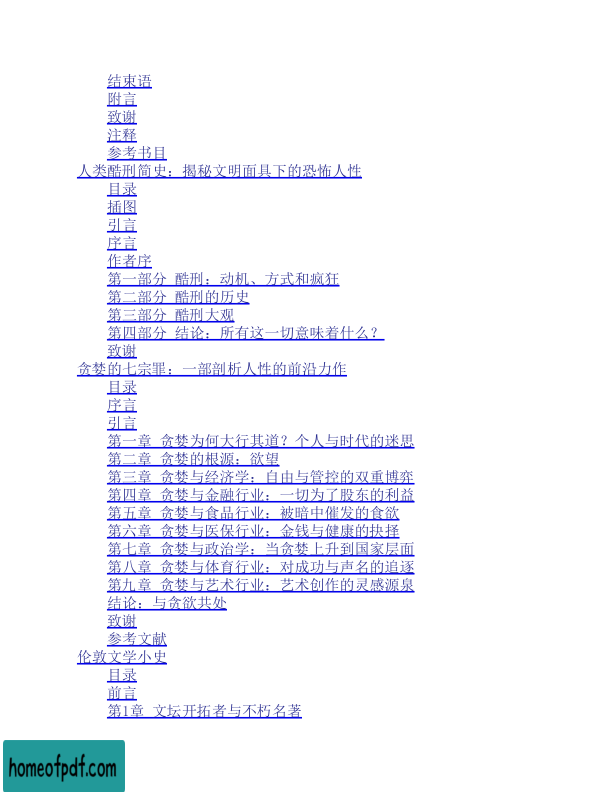 结束语
附言
致谢
注释
参考书目
人类酷刑简史：揭秘文明面具下的恐怖人性
目录
插图
引言
序言
作者序
第一部分 酷刑：动机、方式和疯狂
第二部分 酷刑的历史
第三部分 酷刑大观
第四部分 结论：所有这一切意味着什么？
致谢
贪婪的七宗罪：一部剖析人性的前沿力作
目录
序言
引言
第一章 贪婪为何大行其道？个人与时代的迷思
第二章 贪婪的根源：欲望
第三章 贪婪与经济学：自由与管控的双重博弈
第四章 贪婪与金融行业：一切为了股东的利益
第五章 贪婪与食品行业：被暗中催发的食欲
第六章 贪婪与医保行业：金钱与健康的抉择
第七章 贪婪与政治学：当贪婪上升到国家层面
第八章 贪婪与体育行业：对成功与声名的追逐
第九章 贪婪与艺术行业：艺术创作的灵感源泉
结论：与贪欲共处
致谢
参考文献
伦敦文学小史
目录
前言
第1章 文坛开拓者与不朽名著
homeofpdf.com